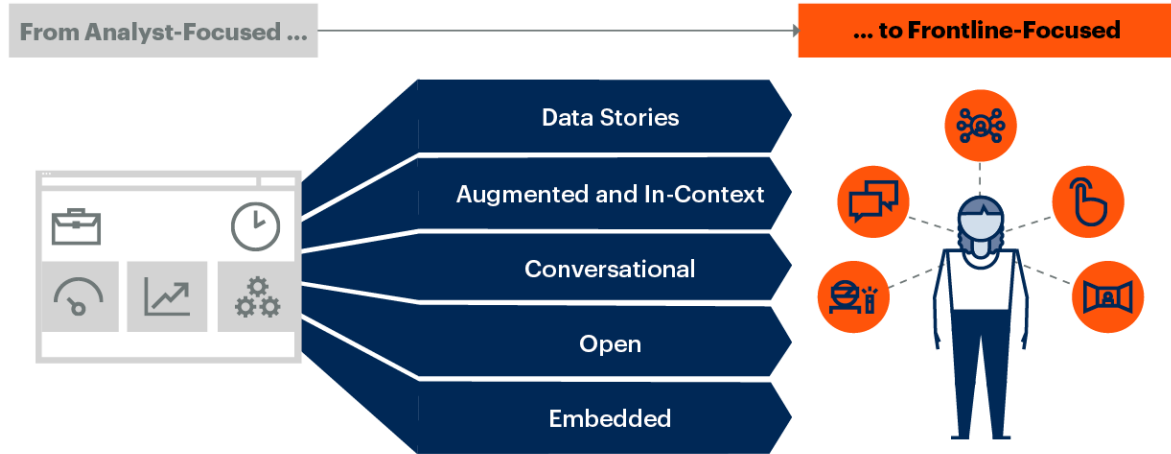 From Analyst-Focused ...
... to Frontline-Focused
Data Stories
Augmented and In-Context
Conversational
Open
Embedded